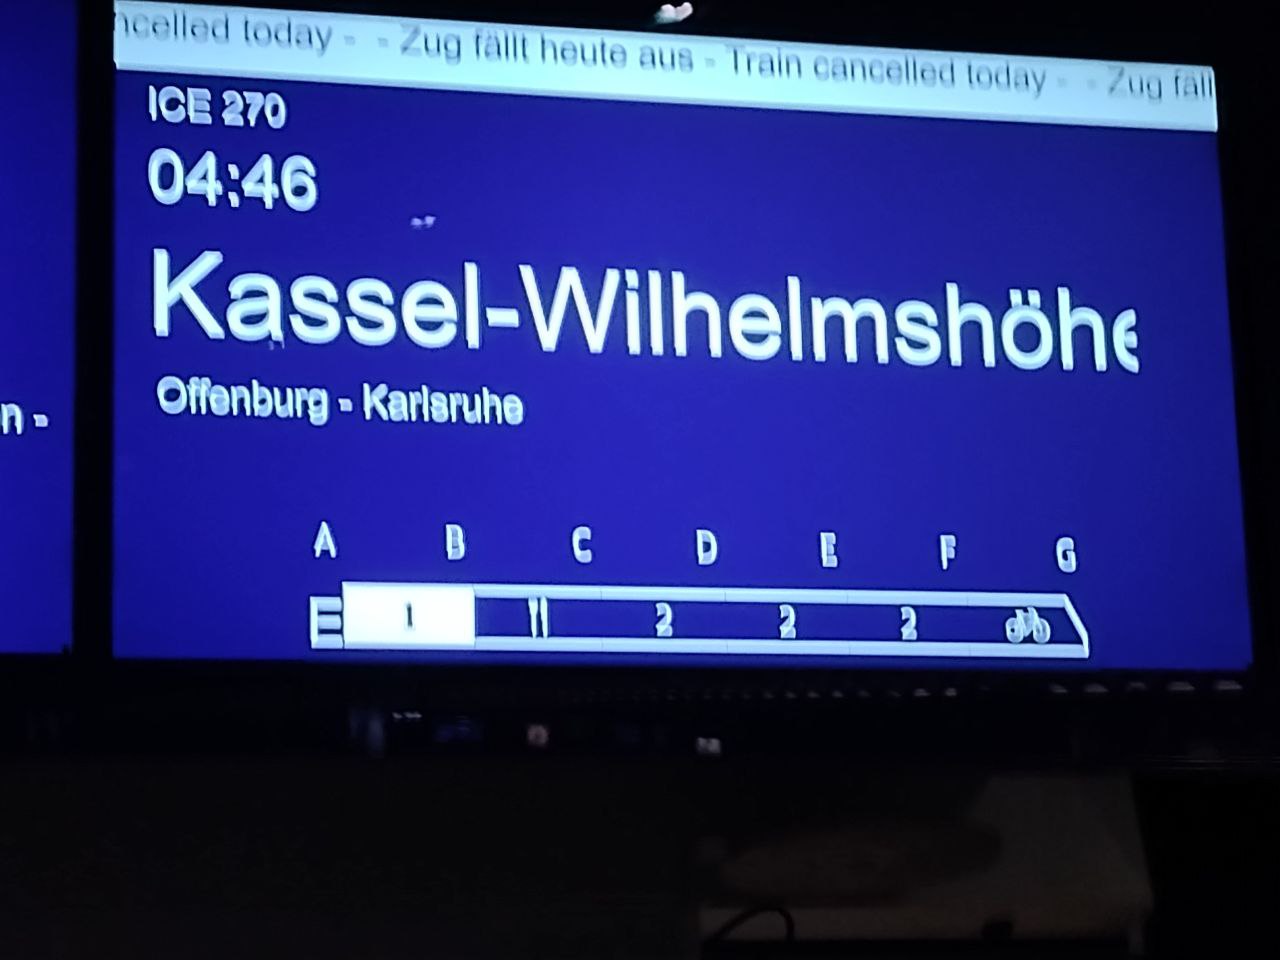 ncelled today - - Zug fällt heute aus - Train cancelled today - - Zug fäll
ICE 270
04:46
Kassel-Wilhelmshöhe
Offenburg - Karlsruhe
n -
A B C D E F G
1 2 2 2